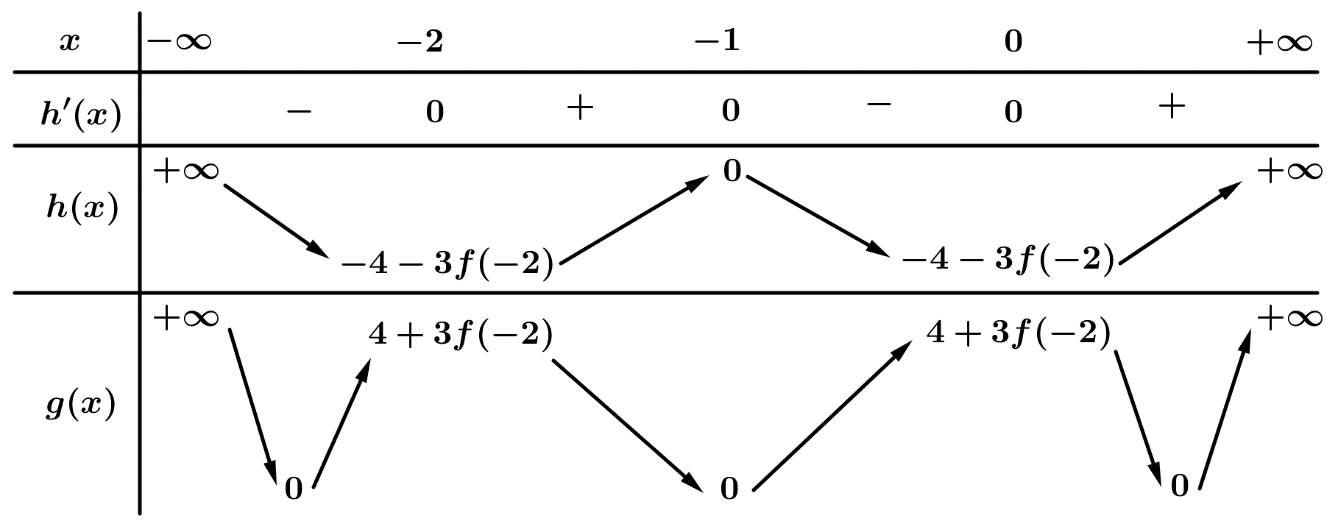 x −∞ −2 −1 0 +∞
h′(x) − 0 + 0 − 0 +
+∞ 0 +∞
h(x)
−4 − 3f(−2) −4 − 3f(−2)
+∞ 4 + 3f(−2) 4 + 3f(−2) +∞
g(x)
0 0 0